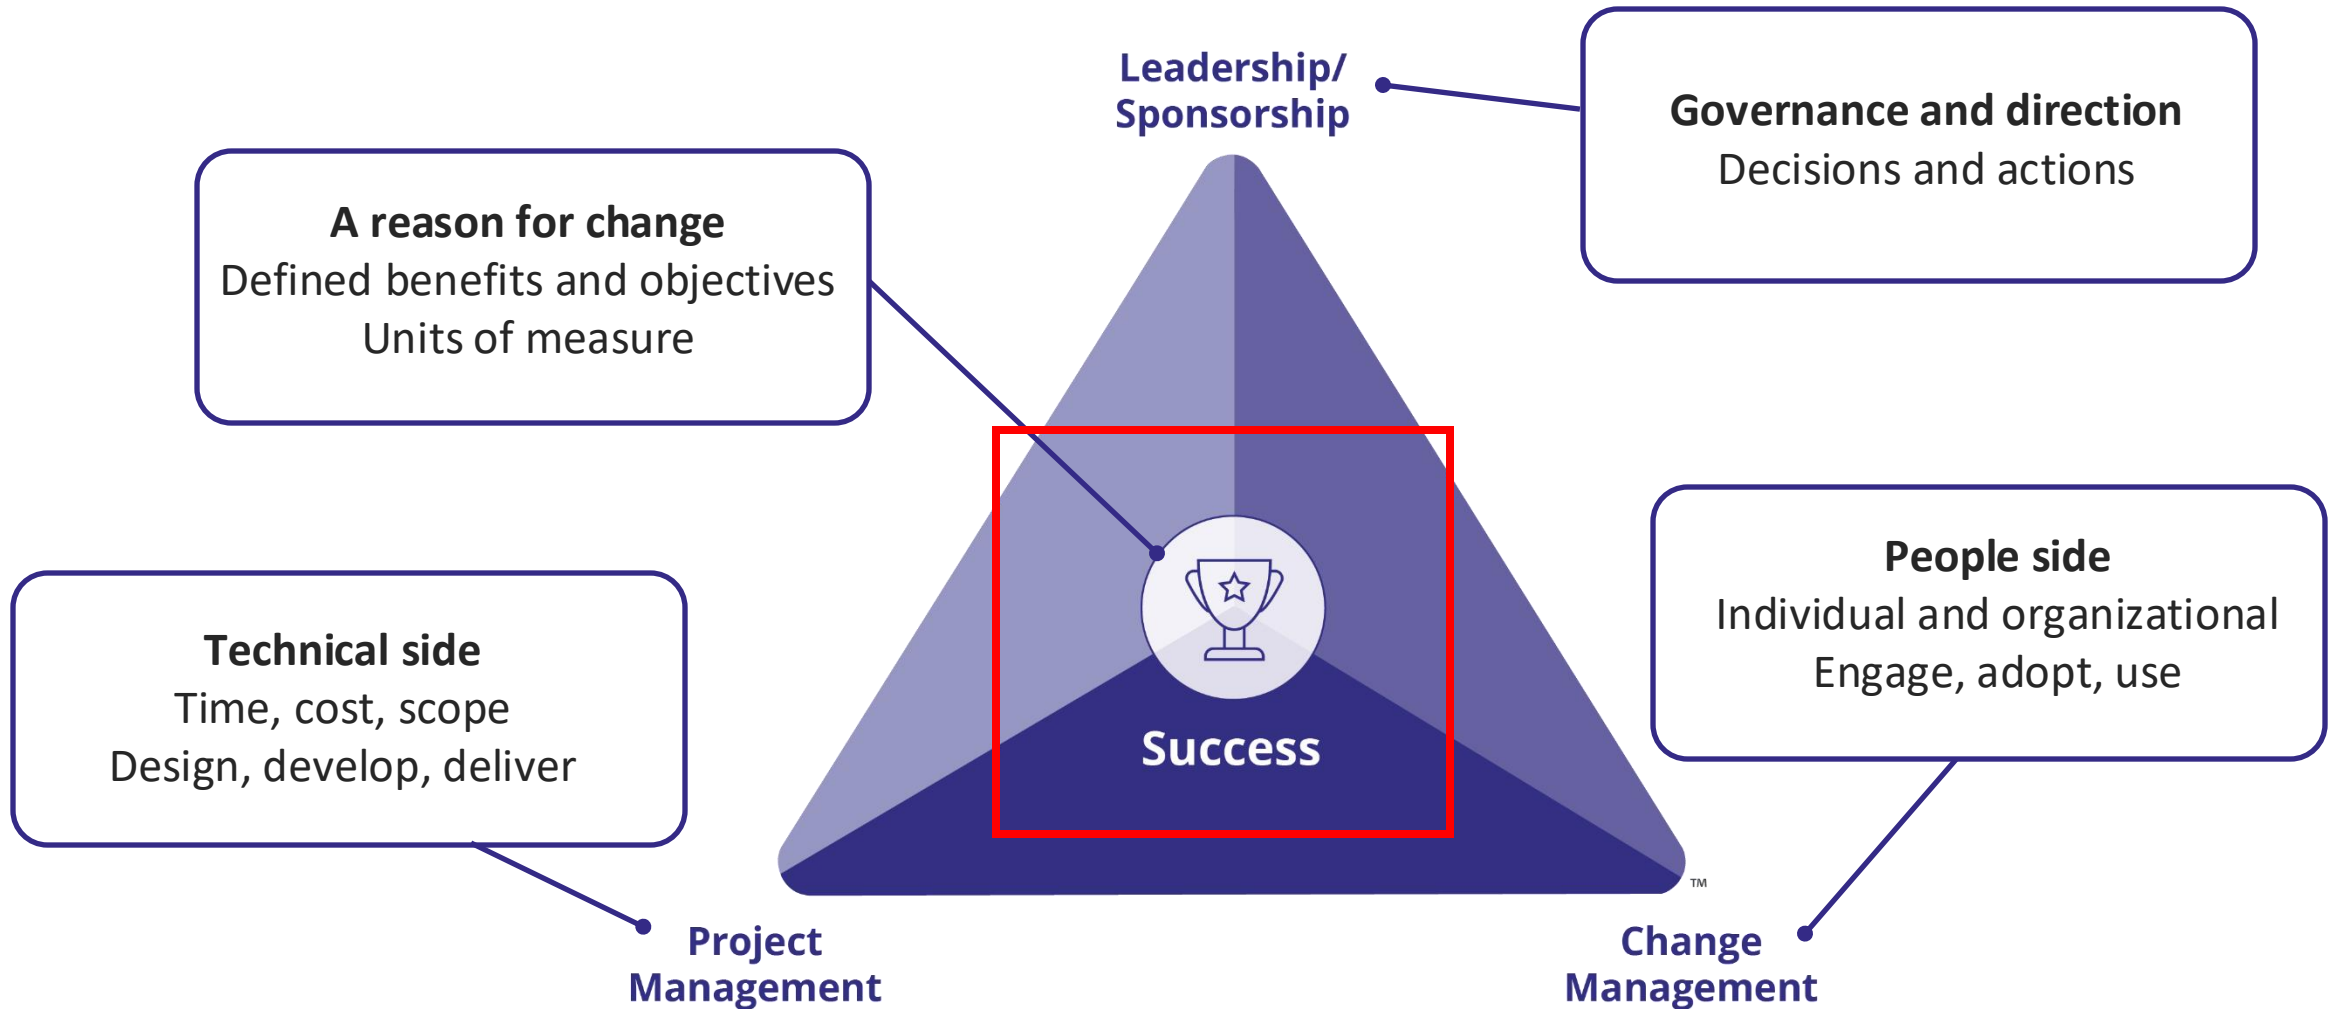 Leadership/
Sponsorship
Governance and direction
Decisions and actions
A reason for change
Defined benefits and objectives
Units of measure
People side
Individual and organizational
Engage, adopt, use
Technical side
Time, cost, scope
Design, develop, deliver
Success
TM
Project
Management
Change
Management